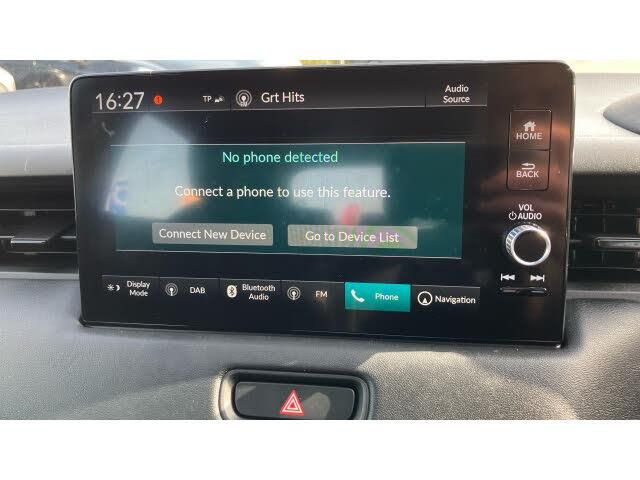 16:27 1 TP Grt Hits Audio Source
HOME
No phone detected
BACK
Connect a phone to use this feature.
VOL
AUDIO
Connect New Device Go to Device List
Display Mode DAB Bluetooth Audio FM Phone Navigation